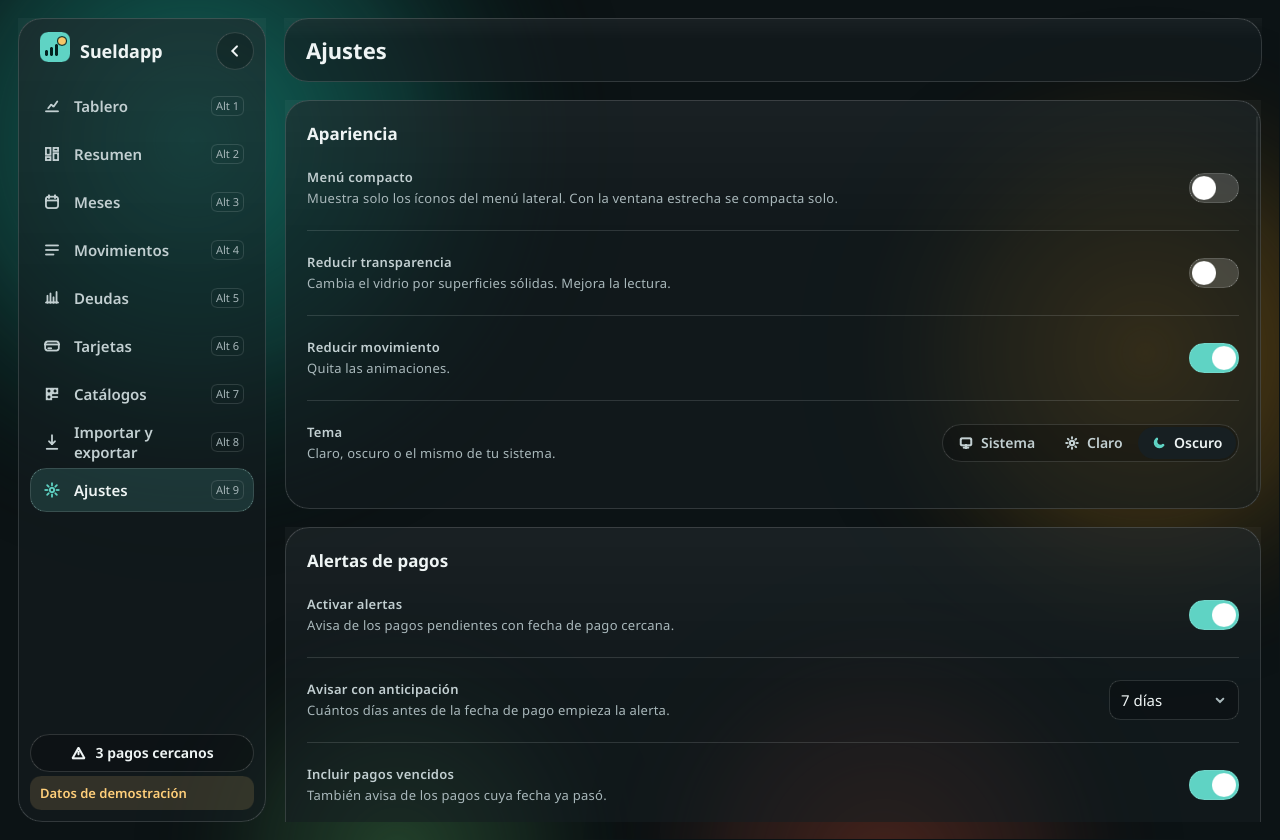 Sueldapp
Tablero Alt 1
Resumen Alt 2
Meses Alt 3
Movimientos Alt 4
Deudas Alt 5
Tarjetas Alt 6
Catálogos Alt 7
Importar y
exportar Alt 8
Ajustes Alt 9
3 pagos cercanos
Datos de demostración
Ajustes
Apariencia
Menú compacto
Muestra solo los íconos del menú lateral. Con la ventana estrecha se compacta solo.
Reducir transparencia
Cambia el vidrio por superficies sólidas. Mejora la lectura.
Reducir movimiento
Quita las animaciones.
Tema
Claro, oscuro o el mismo de tu sistema.
Sistema Claro Oscuro
Alertas de pagos
Activar alertas
Avisa de los pagos pendientes con fecha de pago cercana.
Avisar con anticipación
Cuántos días antes de la fecha de pago empieza la alerta.
7 días
Incluir pagos vencidos
También avisa de los pagos cuya fecha ya pasó.